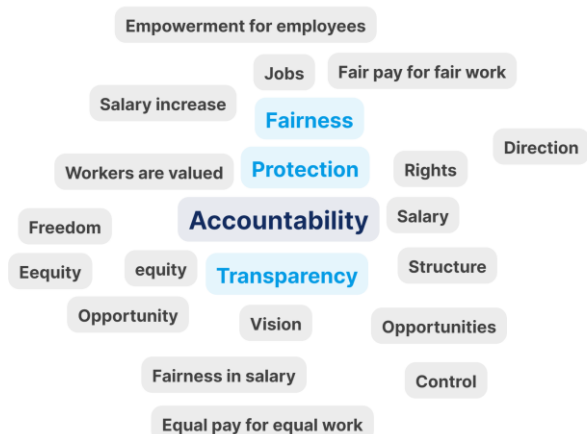 Empowerment for employees
Jobs
Fair pay for fair work
Salary increase
Fairness
Direction
Workers are valued
Protection
Rights
Freedom
Accountability
Salary
Eequity
equity
Transparency
Structure
Opportunity
Vision
Opportunities
Fairness in salary
Control
Equal pay for equal work